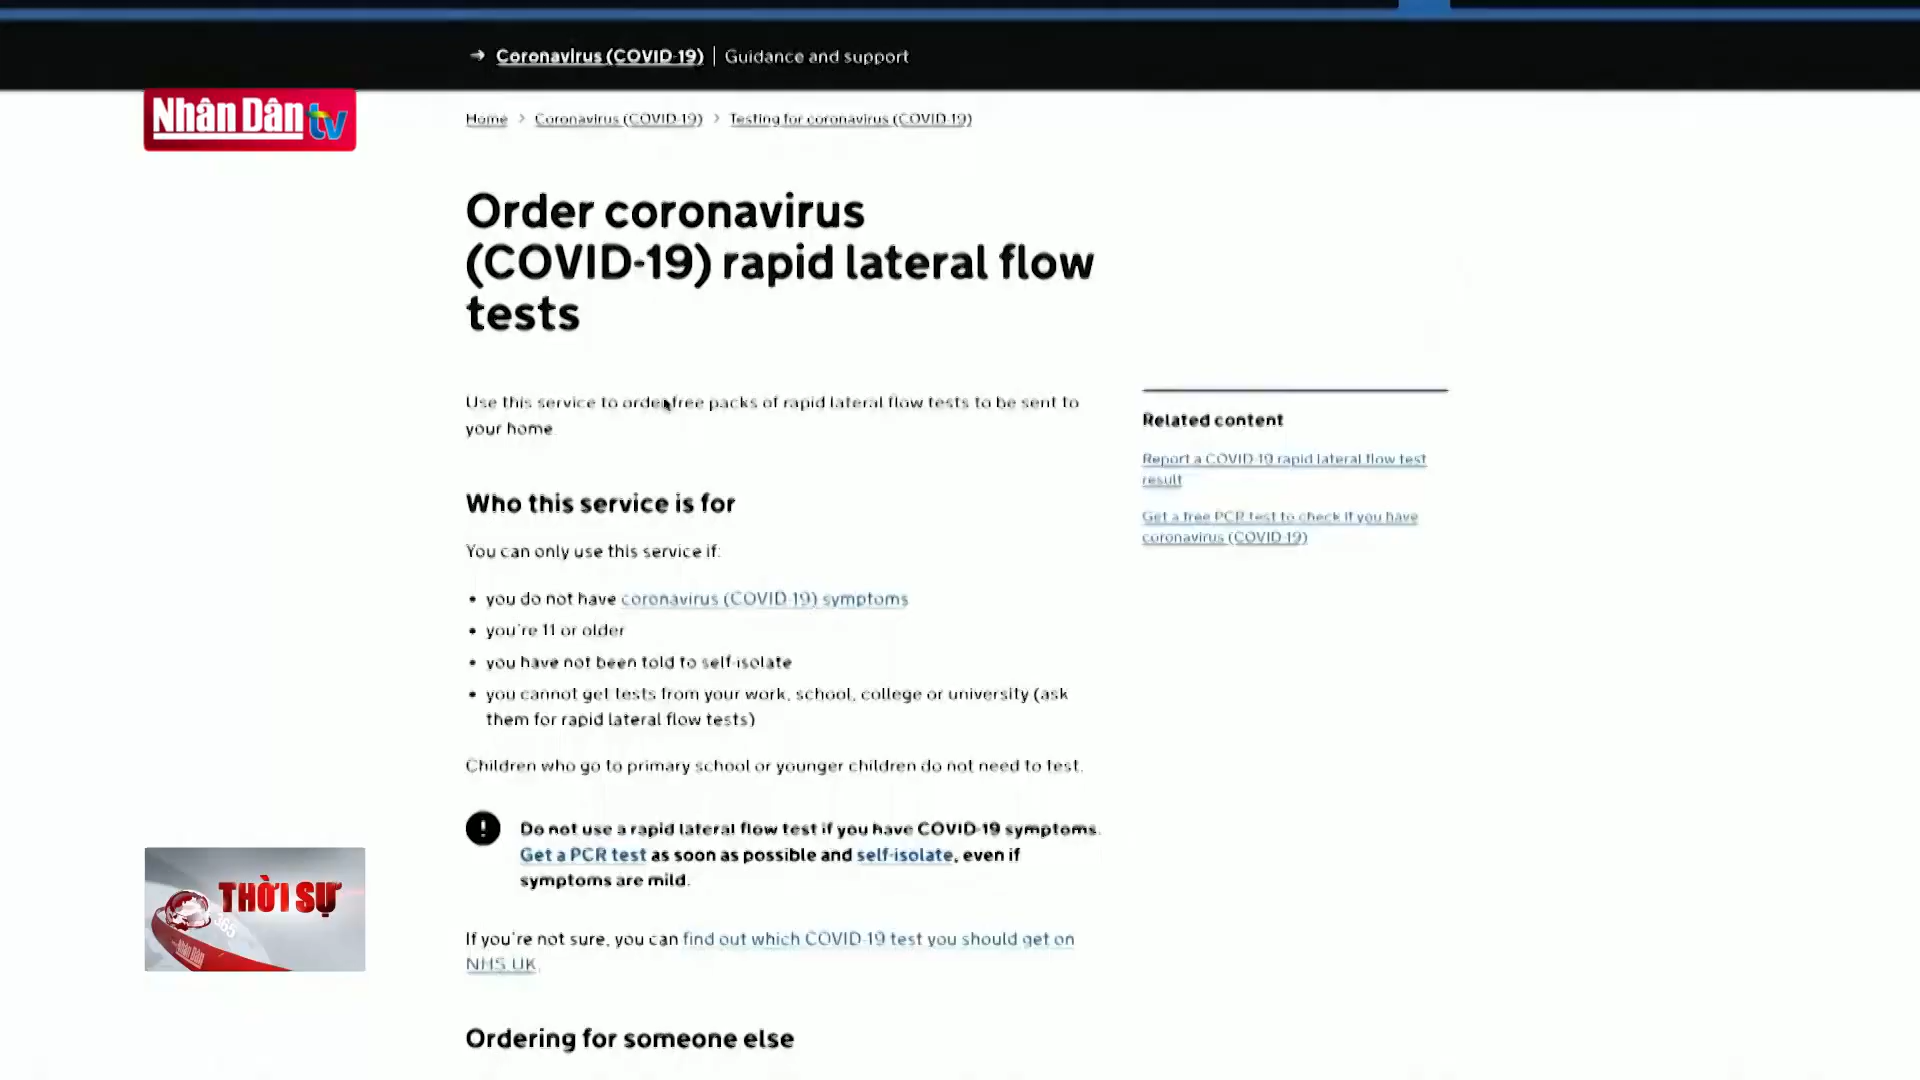 → Coronavirus (COVID-19) | Guidance and support
Nhân Dân tv
Home > Coronavirus (COVID-19) > Testing for coronavirus (COVID-19)
Order coronavirus
(COVID-19) rapid lateral flow
tests
Use this service to order free packs of rapid lateral flow tests to be sent to
your home.
Related content
Report a COVID-19 rapid lateral flow test
result
Get a free PCR test to check if you have
coronavirus (COVID-19)
Who this service is for
You can only use this service if:
• you do not have coronavirus (COVID-19) symptoms
• you're 11 or older
• you have not been told to self-isolate
• you cannot get tests from your work, school, college or university (ask
them for rapid lateral flow tests)
Children who go to primary school or younger children do not need to test.
! Do not use a rapid lateral flow test if you have COVID-19 symptoms.
Get a PCR test as soon as possible and self-isolate, even if
symptoms are mild.
THỜI SỰ
365
NHÂN DÂN
If you're not sure, you can find out which COVID-19 test you should get on
NHS UK.
Ordering for someone else